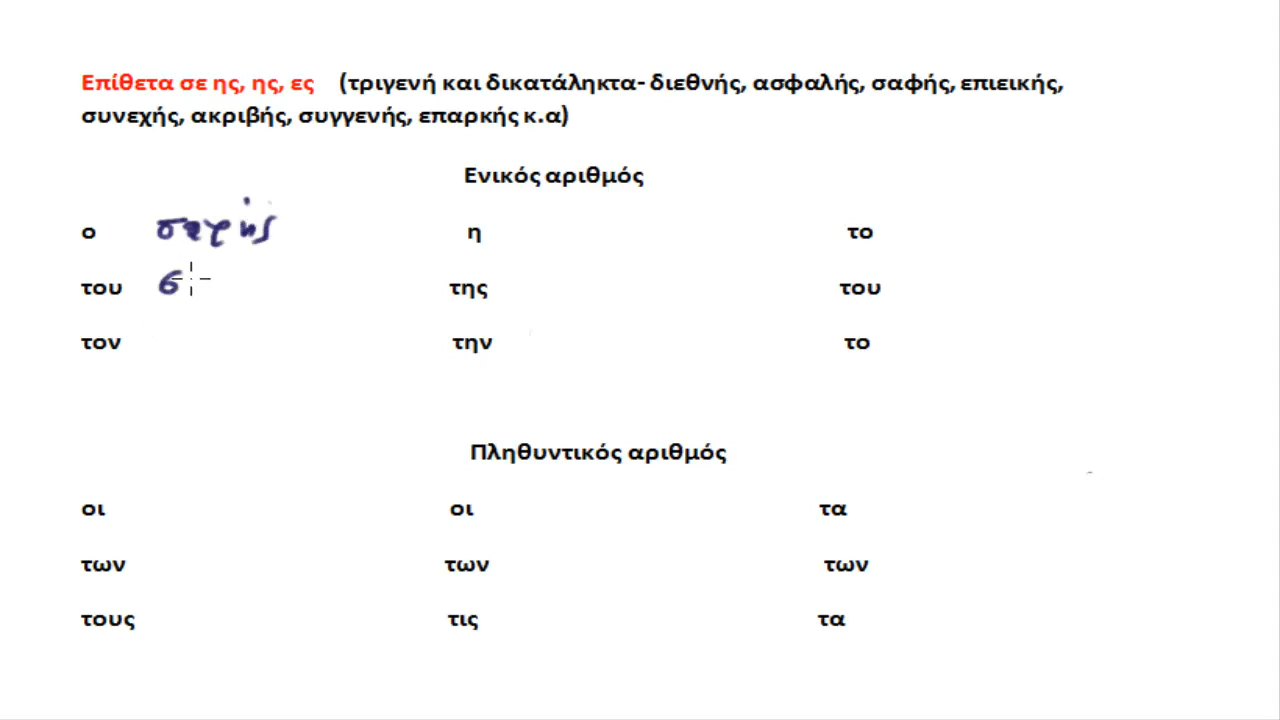 Επίθετα σε ης, ης, ες (τριγενή και δικατάληκτα- διεθνής, ασφαλής, σαφής, επιεικής,
συνεχής, ακριβής, συγγενής, επαρκής κ.α)
Ενικός αριθμός
ο σαφής η το
του σ της του
τον την το
Πληθυντικός αριθμός
οι οι τα
των των των
τους τις τα